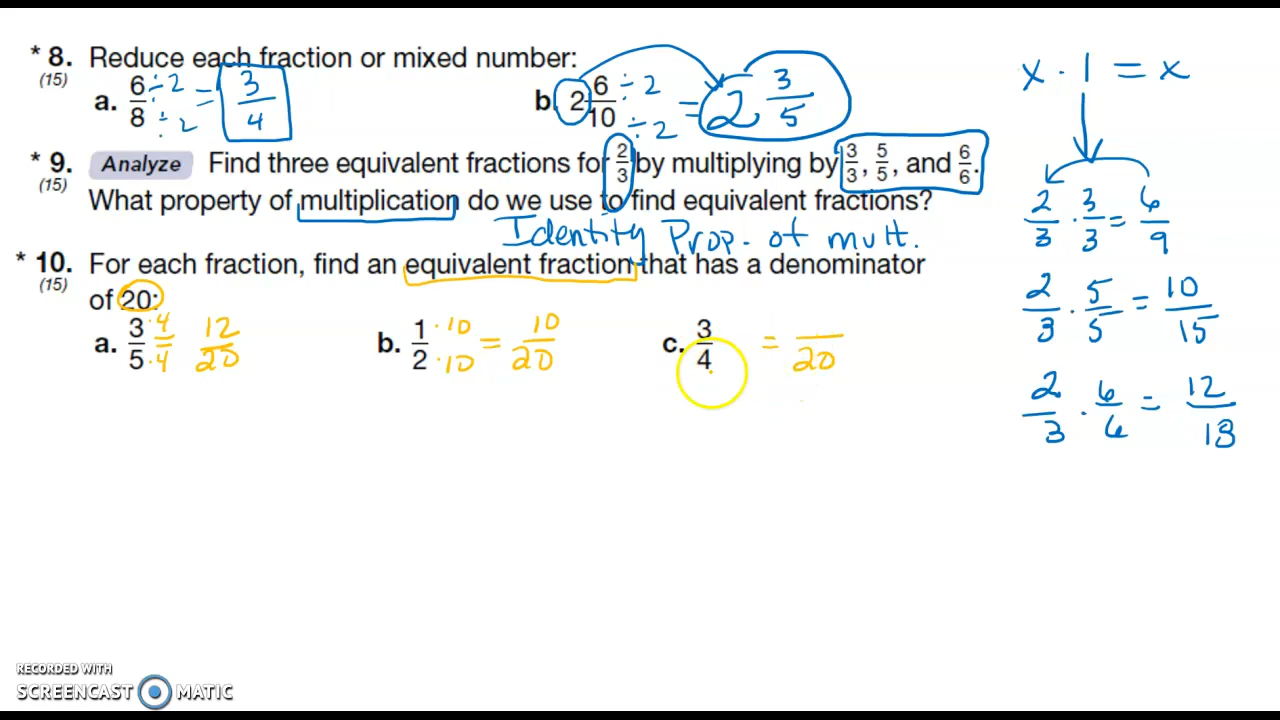 * 8. Reduce each fraction or mixed number:
(15)
a. 6/8 ÷2/÷2 = 3/4
b. 2 6/10 ÷2/÷2 = 2 3/5
* 9. Analyze Find three equivalent fractions for 2/3 by multiplying by 3/3, 5/5, and 6/6.
(15) What property of multiplication do we use to find equivalent fractions?
Identity Prop. of mult.
* 10. For each fraction, find an equivalent fraction that has a denominator
(15) of 20:
a. 3/5 ·4/·4 = 12/20
b. 1/2 ·10/·10 = 10/20
c. 3/4 = /20
x · 1 = x
2/3 · 3/3 = 6/9
2/3 · 5/5 = 10/15
2/3 · 6/6 = 12/18
RECORDED WITH
SCREENCAST MATIC